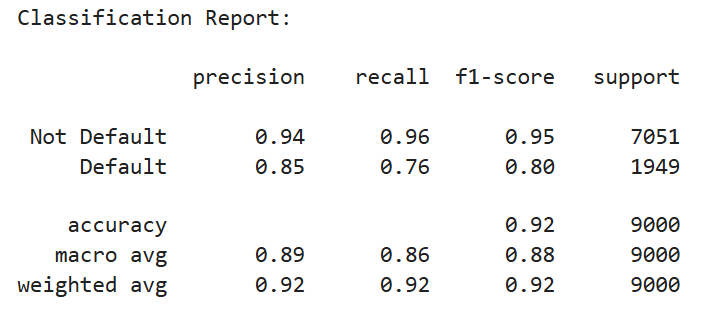 Classification Report:
precision recall f1-score support
Not Default 0.94 0.96 0.95 7051
Default 0.85 0.76 0.80 1949
accuracy 0.92 9000
macro avg 0.89 0.86 0.88 9000
weighted avg 0.92 0.92 0.92 9000